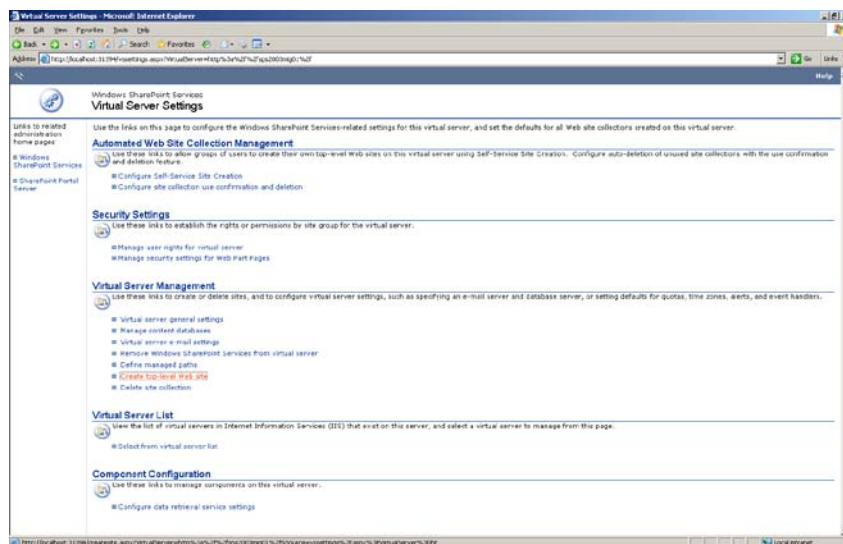 Virtual Server Settings - Microsoft Internet Explorer
File Edit View Favorites Tools Help
Back Search Favorites
Address Go Links
Help
Windows SharePoint Services
Virtual Server Settings
Links to related administration home pages
Windows SharePoint Services
SharePoint Portal Server
Use the links on this page to configure the Windows SharePoint Services-related settings for this virtual server, and set the defaults for all Web site collections created on this virtual server.
Automated Web Site Collection Management
Use these links to allow groups of users to create their own top-level Web sites on this virtual server using Self-Service Site Creation. Configure auto-deletion of unused site collections with the use confirmation
and deletion feature.
Configure Self-Service Site Creation
Configure site collection use confirmation and deletion
Security Settings
Use these links to establish the rights or permissions by site group for the virtual server.
Manage user rights for virtual server
Manage security settings for Web Part Pages
Virtual Server Management
Use these links to create or delete sites, and to configure virtual server settings, such as specifying an e-mail server and database server, or setting defaults for quotas, time zones, alerts, and event handlers.
Virtual server general settings
Manage content databases
Virtual server e-mail settings
Remove Windows SharePoint Services from virtual server
Define managed paths
Create top-level Web site
Delete site collection
Virtual Server List
View the list of virtual servers in Internet Information Services (IIS) that exist on this server, and select a virtual server to manage from this page.
Select from virtual server list
Component Configuration
Use these links to manage components on this virtual server.
Configure data retrieval service settings
Local intranet